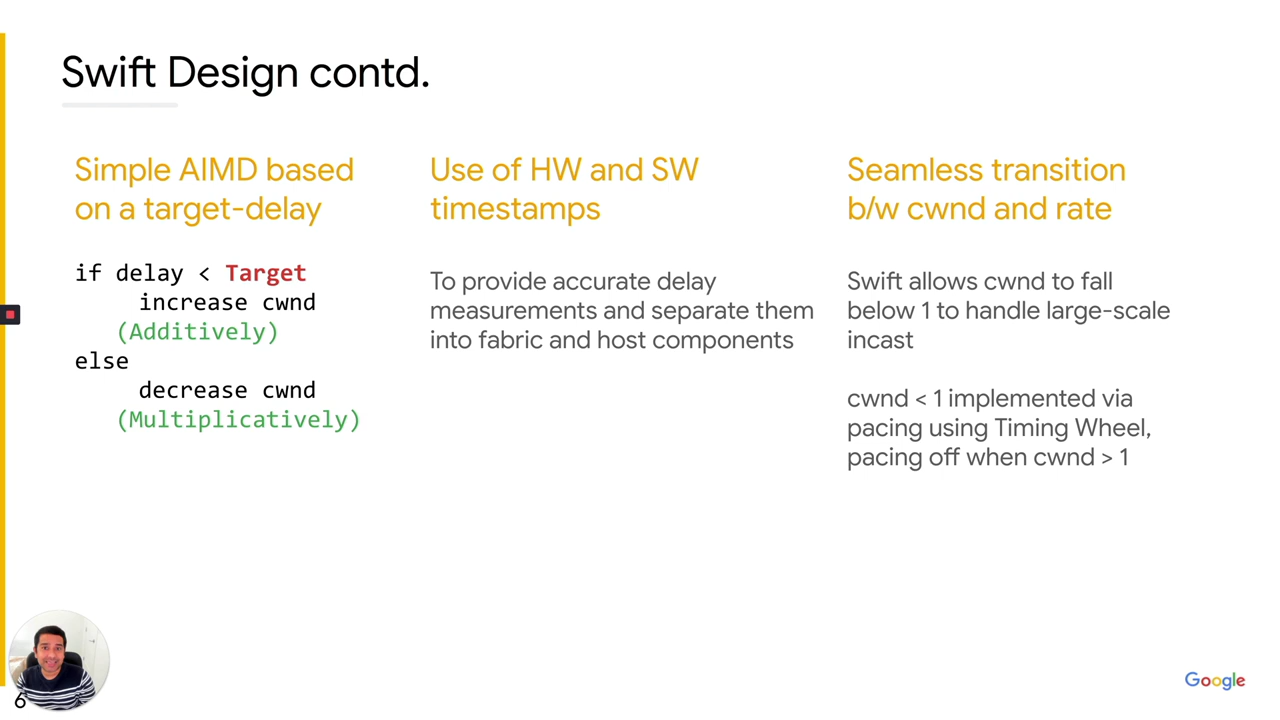 Swift Design contd.
Simple AIMD based
on a target-delay
if delay < Target
increase cwnd
(Additively)
else
decrease cwnd
(Multiplicatively)
Use of HW and SW
timestamps
To provide accurate delay
measurements and separate them
into fabric and host components
Seamless transition
b/w cwnd and rate
Swift allows cwnd to fall
below 1 to handle large-scale
incast
cwnd < 1 implemented via
pacing using Timing Wheel,
pacing off when cwnd > 1
6
Google